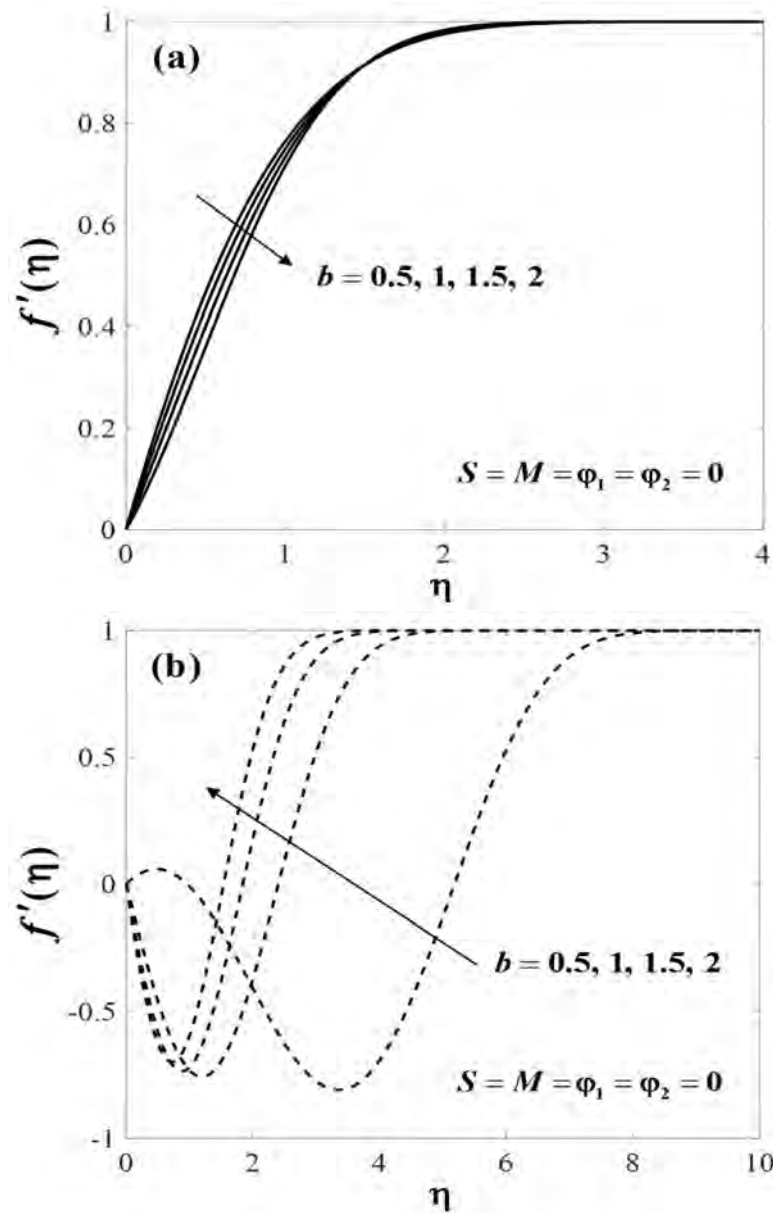 1
(a)
0.8
0.6
f'(η)
b = 0.5, 1, 1.5, 2
0.4
0.2
S = M = φ₁ = φ₂ = 0
0
0 1 2 3 4
η
1
(b)
0.5
f'(η)
0
b = 0.5, 1, 1.5, 2
-0.5
S = M = φ₁ = φ₂ = 0
-1
0 2 4 6 8 10
η